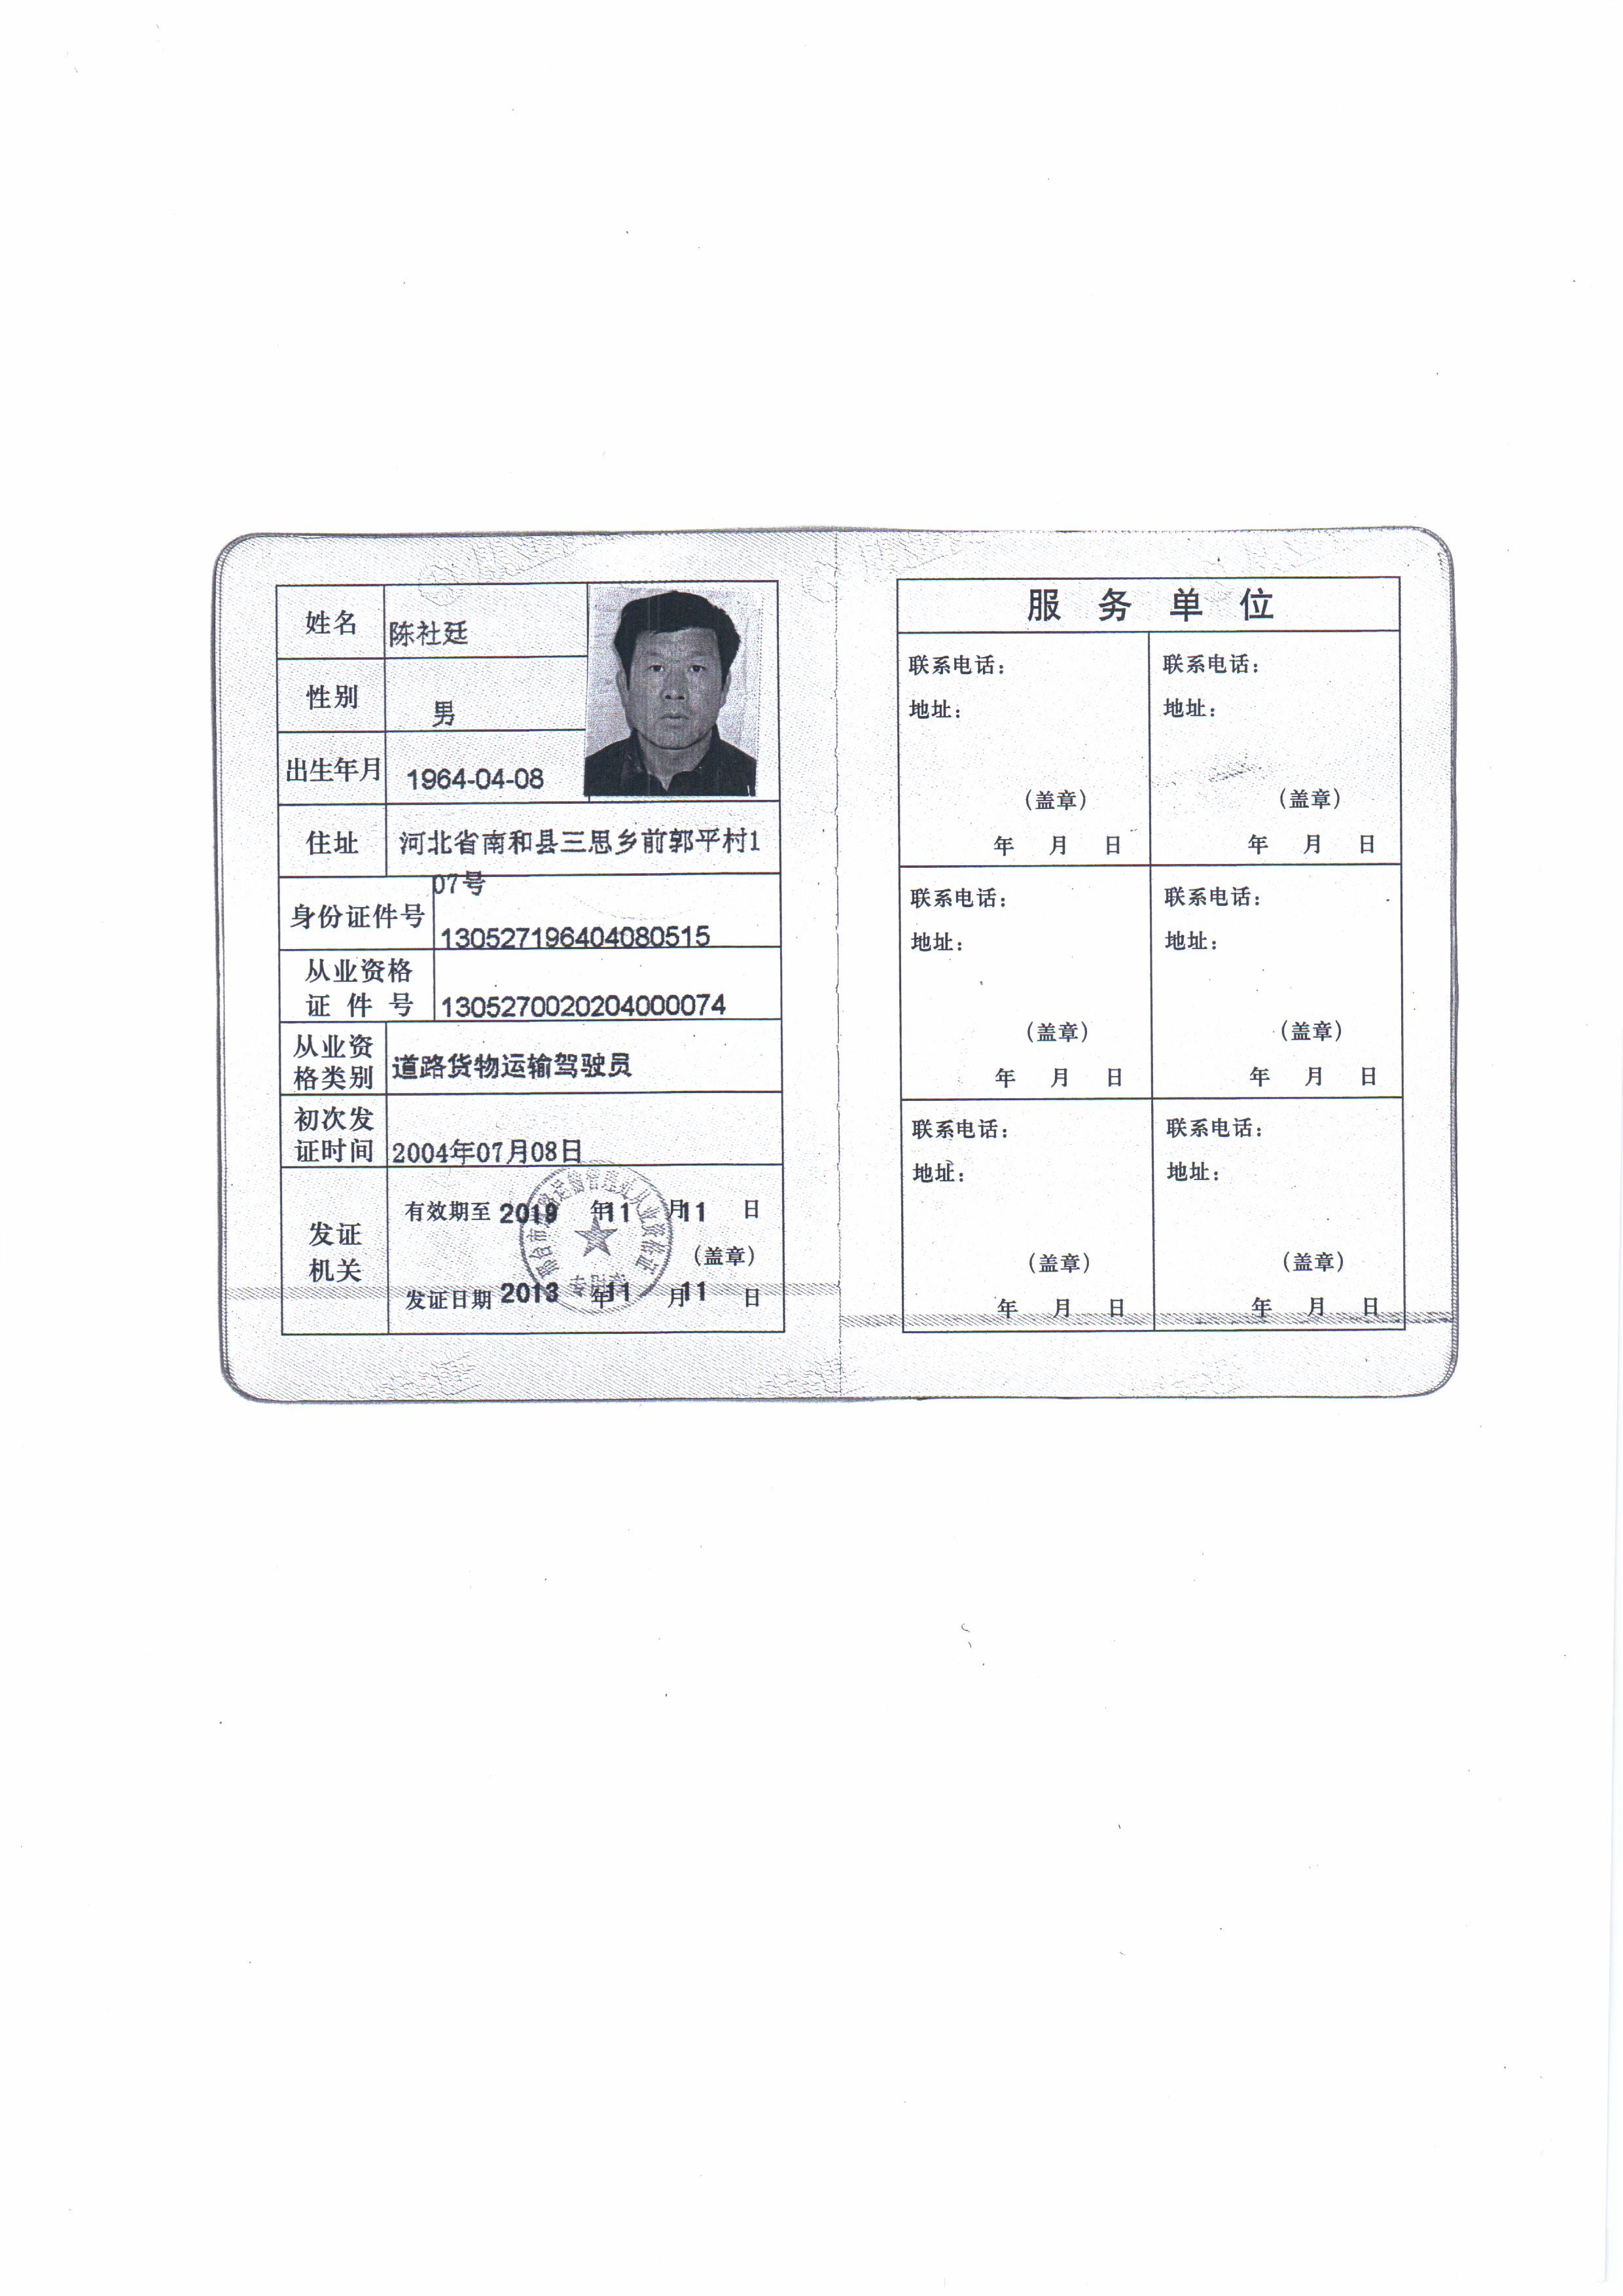 姓名 陈社廷
性别 男
出生年月 1964-04-08
住址 河北省南和县三思乡前郭平村1
07号
身份证件号 130527196404080515
从业资格
证 件 号 1305270020204000074
从业资
格类别 道路货物运输驾驶员
初次发
证时间 2004年07月08日
发证
机关
有效期至 2019 年11 月11 日
(盖章)
发证日期 2013 年11 月11 日
专用章
服 务 单 位
联系电话:
地址:
(盖章)
年 月 日
联系电话:
地址:
(盖章)
年 月 日
联系电话:
地址:
(盖章)
年 月 日
联系电话:
地址:
(盖章)
年 月 日
联系电话:
地址:
(盖章)
年 月 日
联系电话:
地址:
(盖章)
年 月 日